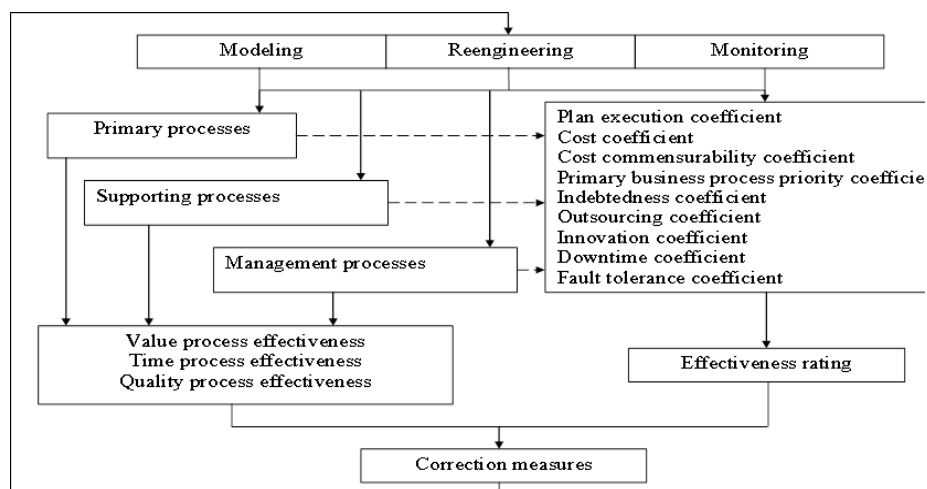 Modeling
Reengineering
Monitoring
Primary processes
Supporting processes
Management processes
Plan execution coefficient
Cost coefficient
Cost commensurability coefficient
Primary business process priority coefficie
Indebtedness coefficient
Outsourcing coefficient
Innovation coefficient
Downtime coefficient
Fault tolerance coefficient
Value process effectiveness
Time process effectiveness
Quality process effectiveness
Effectiveness rating
Correction measures